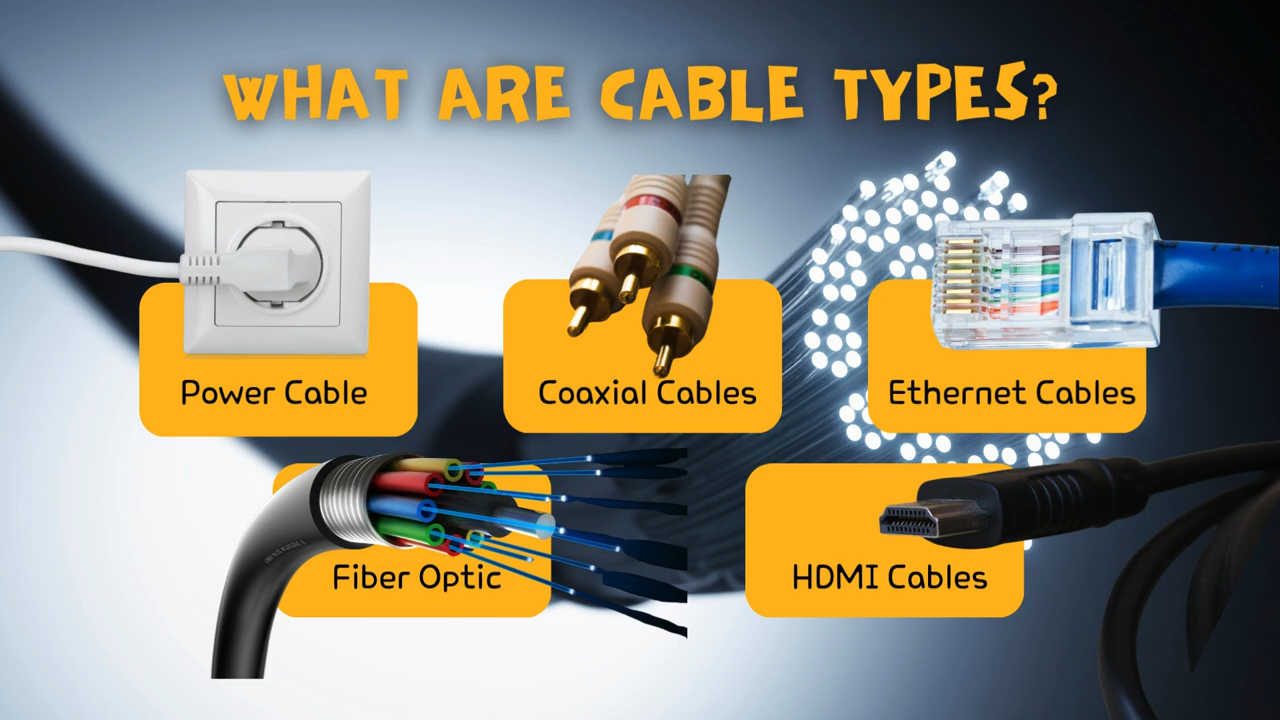 WHAT ARE CABLE TYPES?
Power Cable
Coaxial Cables
Ethernet Cables
Fiber Optic
HDMI Cables